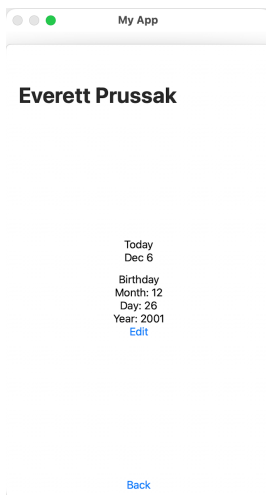 My App
Everett Prussak
Today
Dec 6
Birthday
Month: 12
Day: 26
Year: 2001
Edit
Back